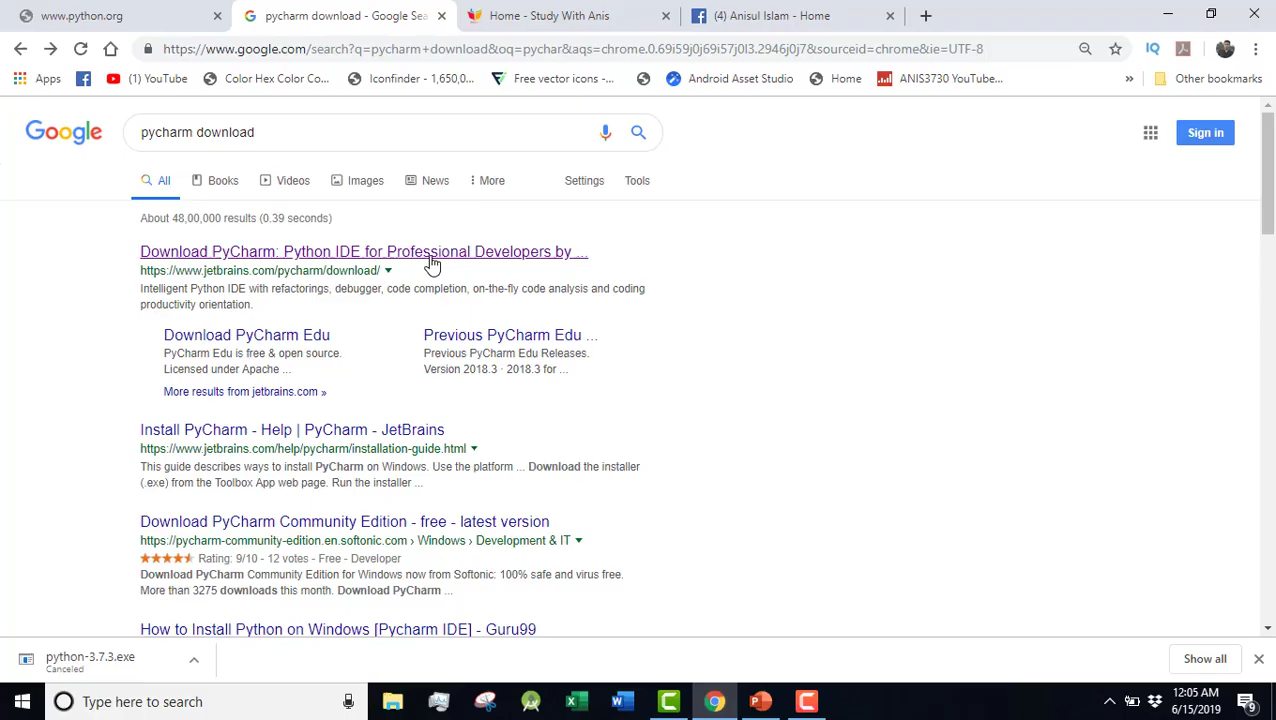 www.python.org
pycharm download - Google Sea
Home - Study With Anis
(4) Anisul Islam - Home
https://www.google.com/search?q=pycharm+download&oq=pychar&aqs=chrome.0.69i59j0l69i57j0l3.2946j0j7&sourceid=chrome&ie=UTF-8
IQ
Apps
(1) YouTube
Color Hex Color Co...
Iconfinder - 1,650,0...
Free vector icons -...
Android Asset Studio
Home
ANIS3730 YouTube...
»
Other bookmarks
Google
pycharm download
Sign in
All
Books
Videos
Images
News
More
Settings
Tools
About 48,00,000 results (0.39 seconds)
Download PyCharm: Python IDE for Professional Developers by ...
https://www.jetbrains.com/pycharm/download/
Intelligent Python IDE with refactorings, debugger, code completion, on-the-fly code analysis and coding
productivity orientation.
Download PyCharm Edu
PyCharm Edu is free & open source.
Licensed under Apache ...
Previous PyCharm Edu ...
Previous PyCharm Edu Releases.
Version 2018.3 · 2018.3 for ...
More results from jetbrains.com »
Install PyCharm - Help | PyCharm - JetBrains
https://www.jetbrains.com/help/pycharm/installation-guide.html
This guide describes ways to install PyCharm on Windows. Use the platform ... Download the installer
(.exe) from the Toolbox App web page. Run the installer ...
Download PyCharm Community Edition - free - latest version
https://pycharm-community-edition.en.softonic.com › Windows › Development & IT
Rating: 9/10 - 12 votes - Free - Developer
Download PyCharm Community Edition for Windows now from Softonic: 100% safe and virus free.
More than 3275 downloads this month. Download PyCharm ...
How to Install Python on Windows [Pycharm IDE] - Guru99
python-3.7.3.exe
Canceled
Show all
Type here to search
12:05 AM
6/15/2019
9